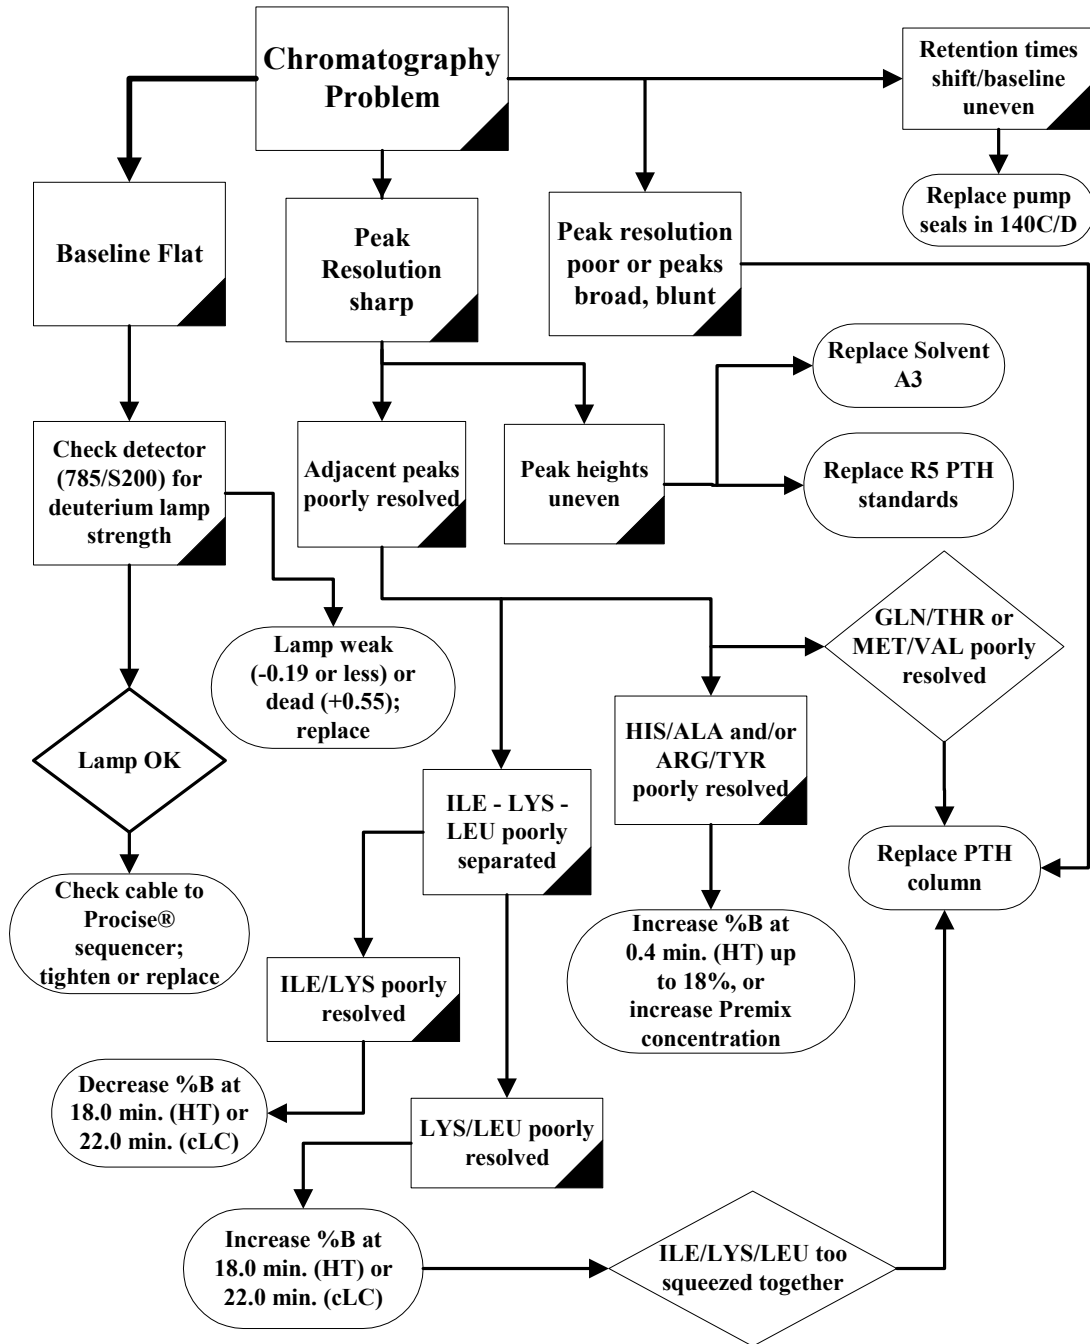 Chromatography
Problem
Retention times
shift/baseline
uneven
Replace pump
seals in 140C/D
Baseline Flat
Peak
Resolution
sharp
Peak resolution
poor or peaks
broad, blunt
Replace Solvent
A3
Check detector
(785/S200) for
deuterium lamp
strength
Adjacent peaks
poorly resolved
Peak heights
uneven
Replace R5 PTH
standards
GLN/THR or
MET/VAL poorly
resolved
Lamp weak
(-0.19 or less) or
dead (+0.55);
replace
Lamp OK
HIS/ALA and/or
ARG/TYR
poorly resolved
ILE - LYS -
LEU poorly
separated
Replace PTH
column
Check cable to
Procise®
sequencer;
tighten or replace
Increase %B at
0.4 min. (HT) up
to 18%, or
increase Premix
concentration
ILE/LYS poorly
resolved
Decrease %B at
18.0 min. (HT) or
22.0 min. (cLC)
LYS/LEU poorly
resolved
Increase %B at
18.0 min. (HT) or
22.0 min. (cLC)
ILE/LYS/LEU too
squeezed together